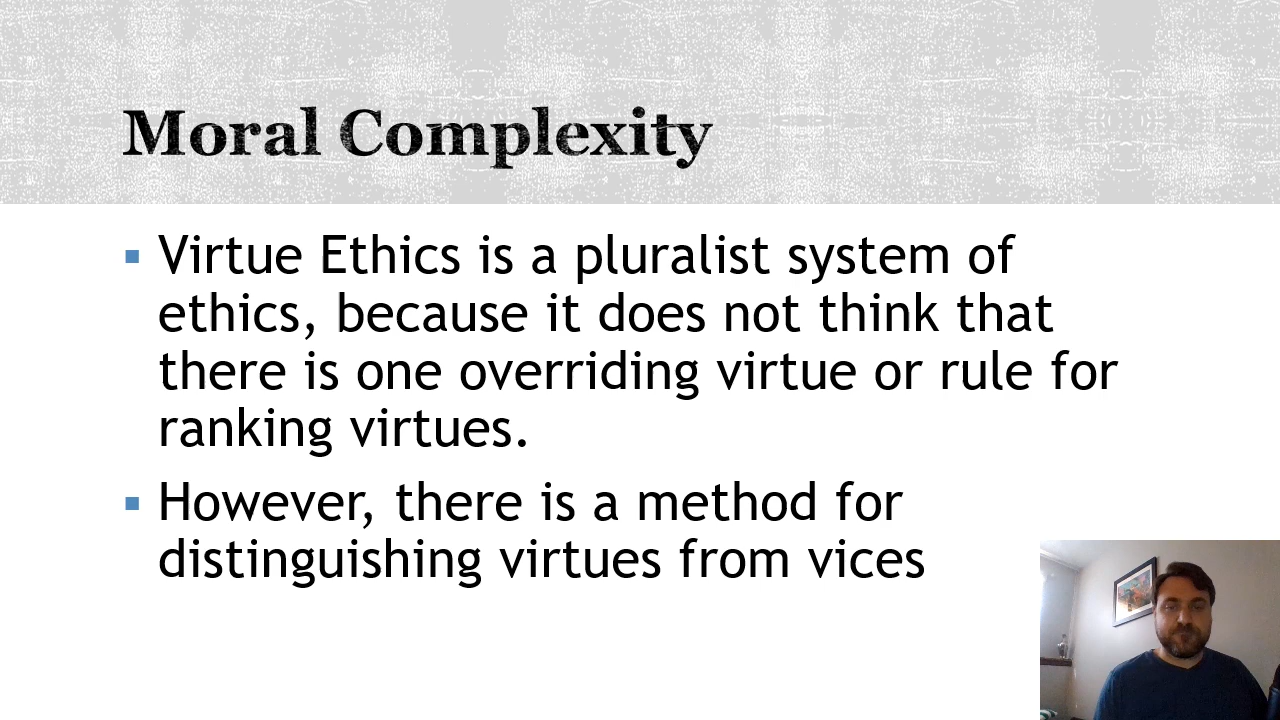 Moral Complexity
Virtue Ethics is a pluralist system of
ethics, because it does not think that
there is one overriding virtue or rule for
ranking virtues.
However, there is a method for
distinguishing virtues from vices